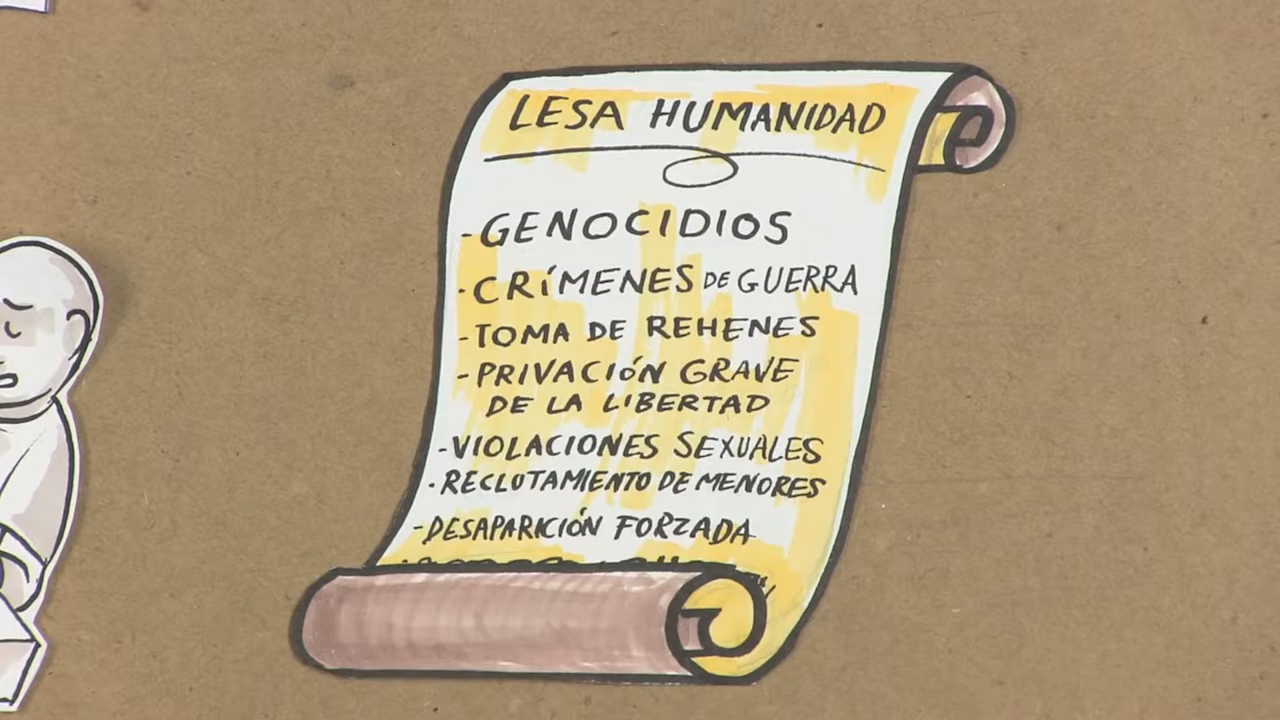 LESA HUMANIDAD
-GENOCIDIOS
-CRÍMENES DE GUERRA
-TOMA DE REHENES
-PRIVACIÓN GRAVE
DE LA LIBERTAD
-VIOLACIONES SEXUALES
·RECLUTAMIENTO DE MENORES
-DESAPARICIÓN FORZADA